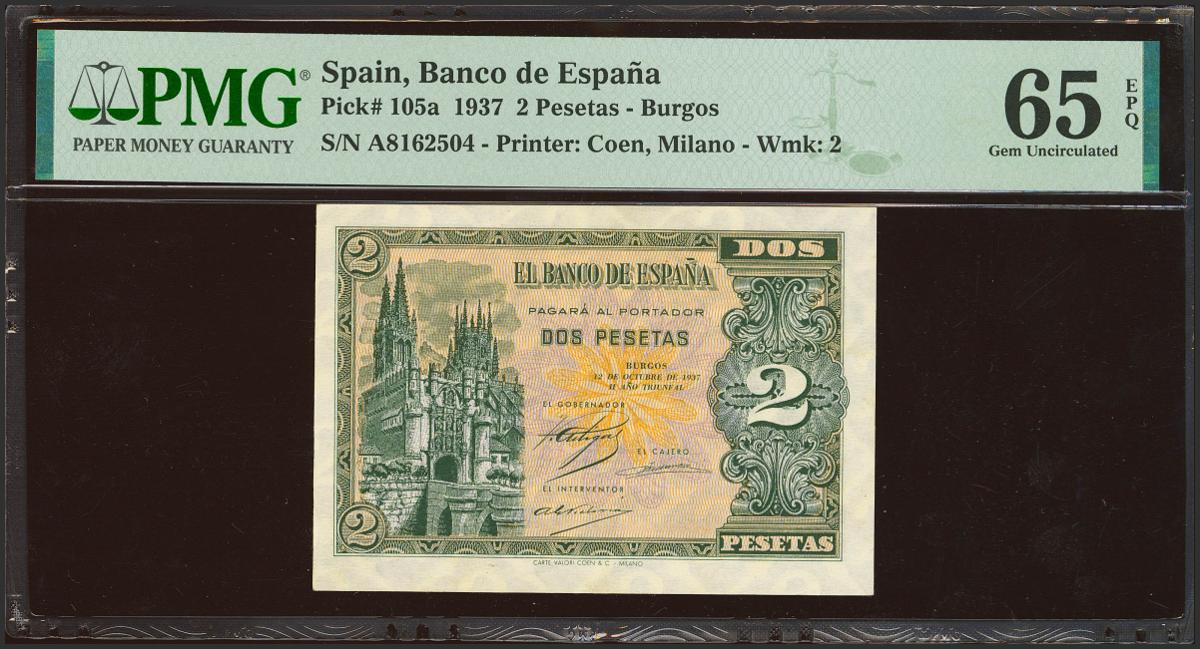 PMG®
PAPER MONEY GUARANTY
Spain, Banco de España
Pick# 105a 1937 2 Pesetas - Burgos
S/N A8162504 - Printer: Coen, Milano - Wmk: 2
65
EPQ
Gem Uncirculated
2
DOS
EL BANCO DE ESPAÑA
PAGARÁ AL PORTADOR
DOS PESETAS
BURGOS
12 DE OCTUBRE DE 1937
II AÑO TRIUNFAL
2
EL GOBERNADOR
EL CAJERO
EL INTERVENTOR
2
PESETAS
CARTE VALORI COEN & C. - MILANO